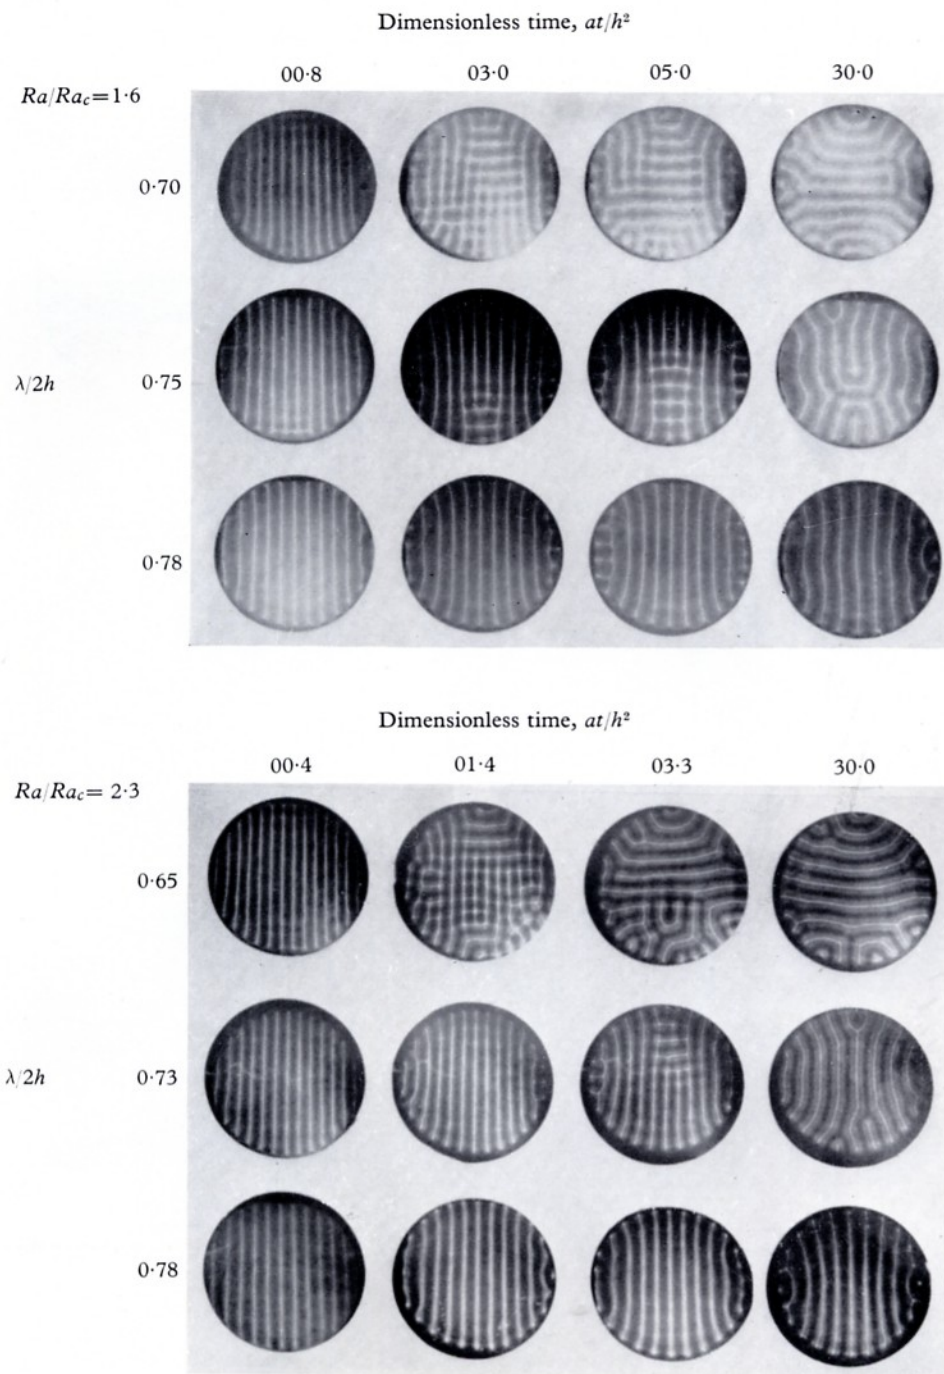 Dimensionless time, at/h²
00·8 03·0 05·0 30·0
Ra/Rac=1·6
0·70
λ/2h 0·75
0·78
Dimensionless time, at/h²
00·4 01·4 03·3 30·0
Ra/Rac= 2·3
0·65
λ/2h 0·73
0·78